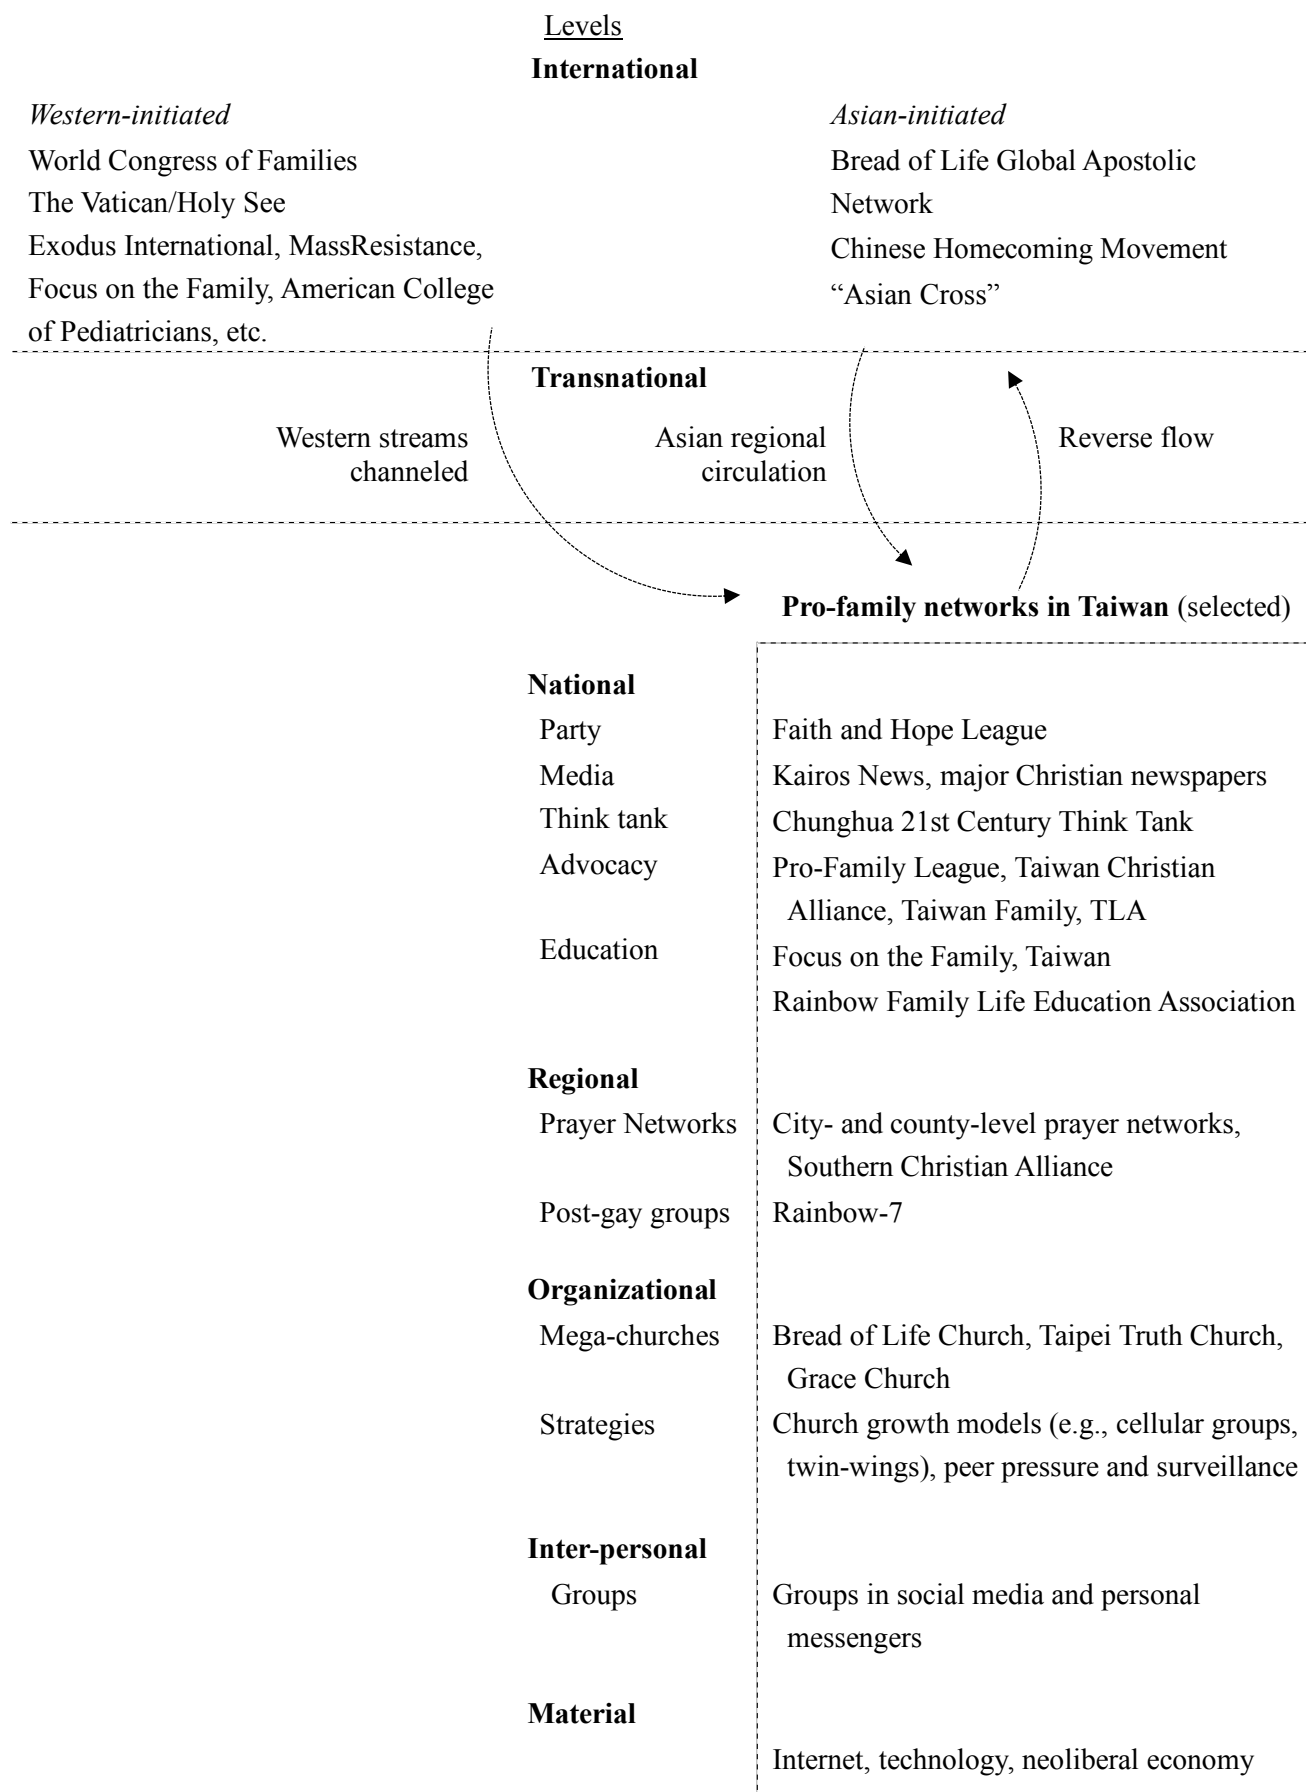 Levels
International
Western-initiated
World Congress of Families
The Vatican/Holy See
Exodus International, MassResistance,
Focus on the Family, American College
of Pediatricians, etc.
Asian-initiated
Bread of Life Global Apostolic
Network
Chinese Homecoming Movement
“Asian Cross”
Transnational
Western streams
channeled
Asian regional
circulation
Reverse flow
Pro-family networks in Taiwan (selected)
National
Party
Faith and Hope League
Media
Kairos News, major Christian newspapers
Think tank
Chunghua 21st Century Think Tank
Advocacy
Pro-Family League, Taiwan Christian
Alliance, Taiwan Family, TLA
Education
Focus on the Family, Taiwan
Rainbow Family Life Education Association
Regional
Prayer Networks
City- and county-level prayer networks,
Southern Christian Alliance
Post-gay groups
Rainbow-7
Organizational
Mega-churches
Bread of Life Church, Taipei Truth Church,
Grace Church
Strategies
Church growth models (e.g., cellular groups,
twin-wings), peer pressure and surveillance
Inter-personal
Groups
Groups in social media and personal
messengers
Material
Internet, technology, neoliberal economy